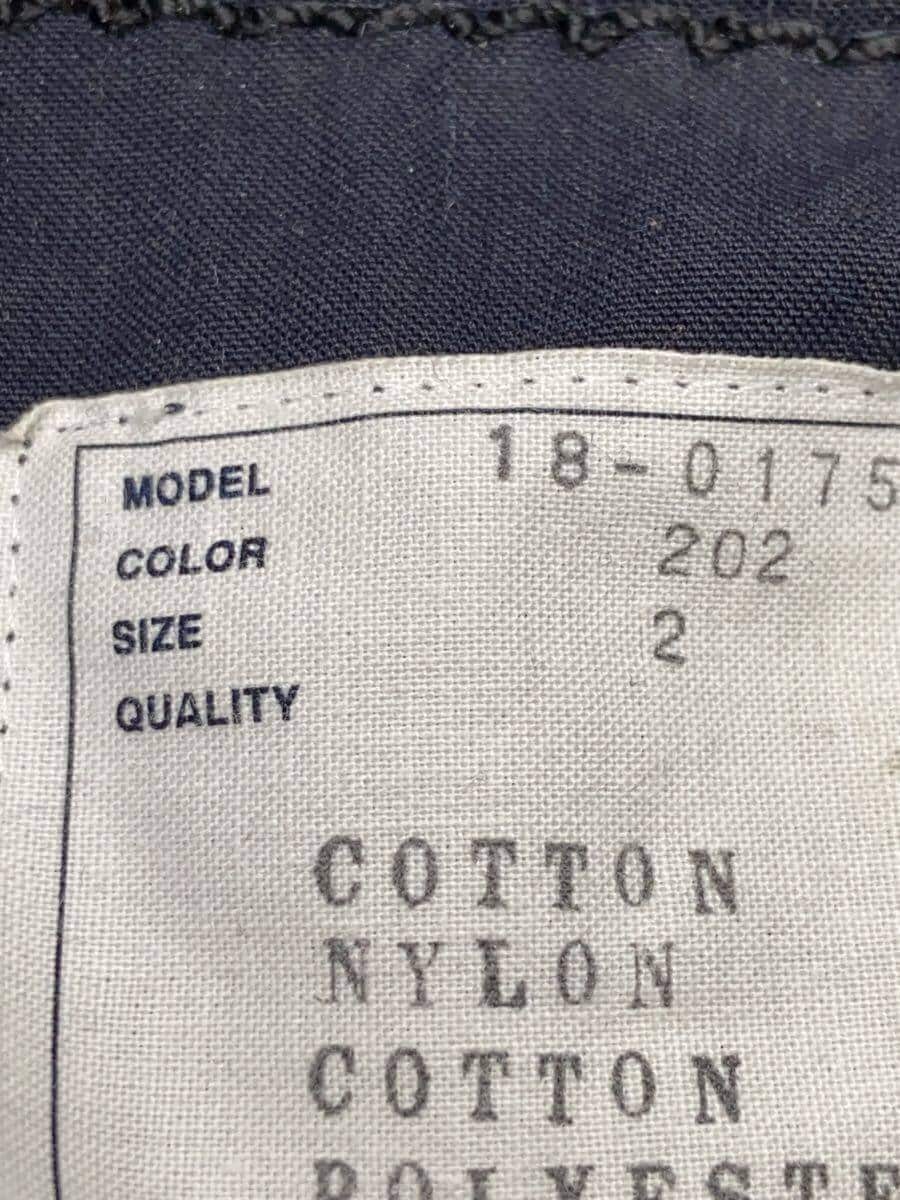 MODEL 18-0175
COLOR 202
SIZE 2
QUALITY
COTTON
NYLON
COTTON